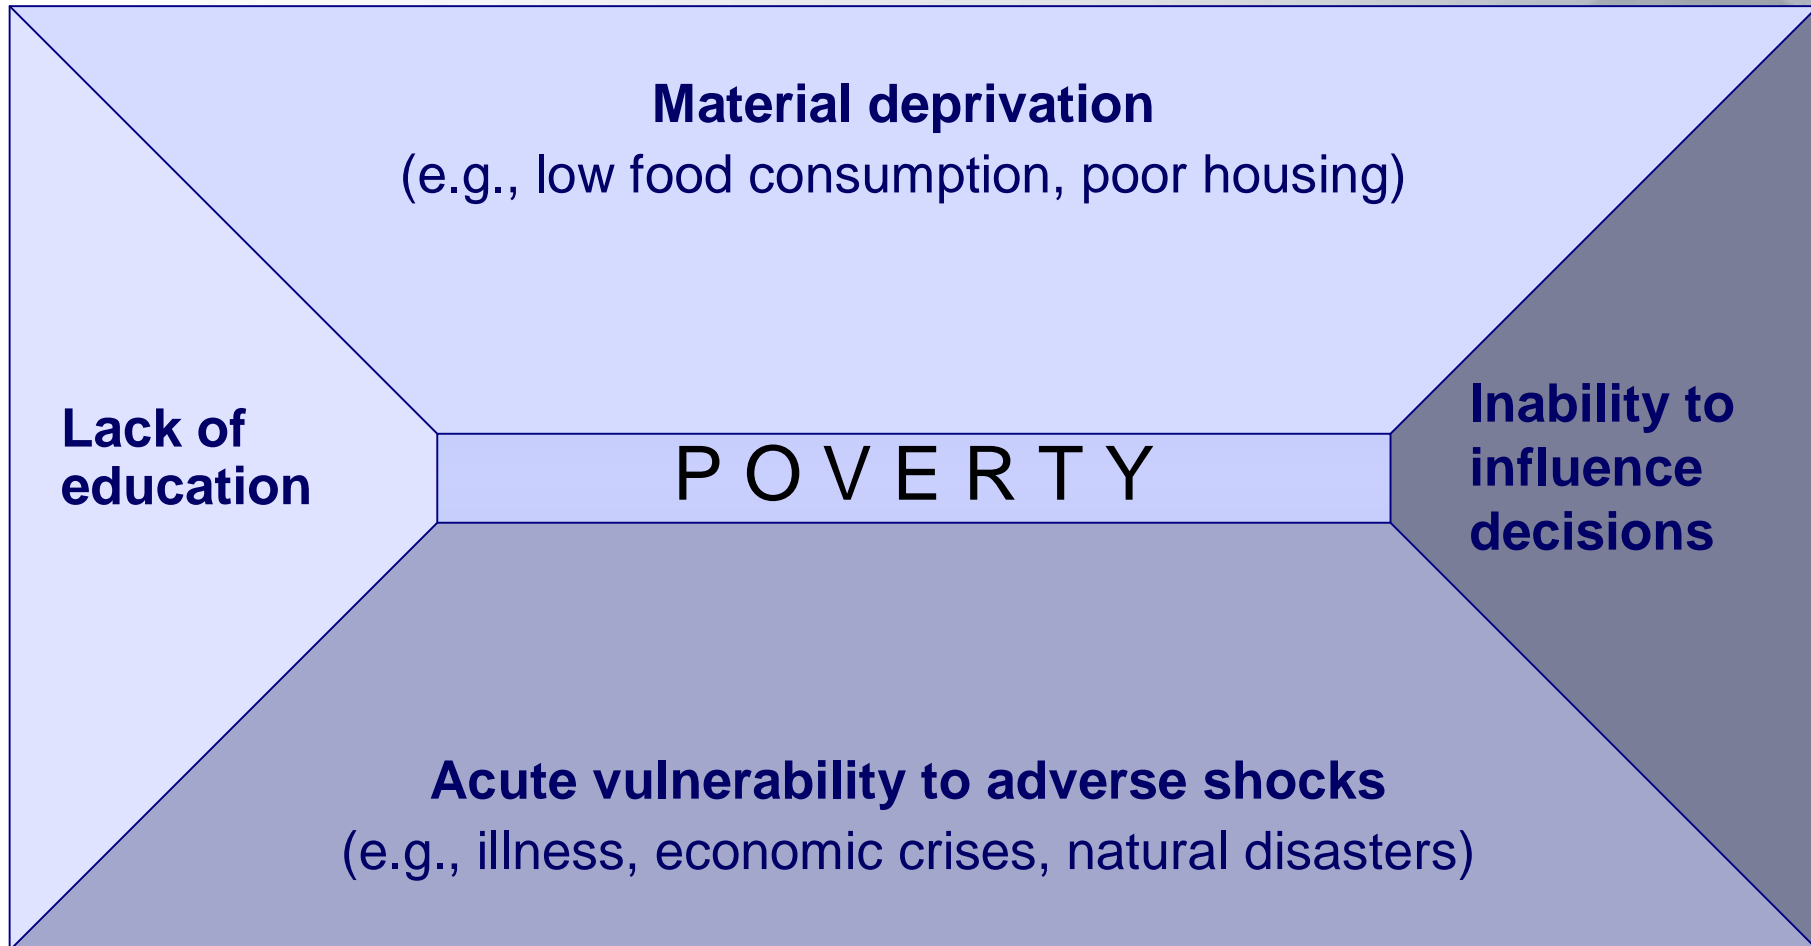 Material deprivation
(e.g., low food consumption, poor housing)
Lack of
education
P O V E R T Y
Inability to
influence
decisions
Acute vulnerability to adverse shocks
(e.g., illness, economic crises, natural disasters)